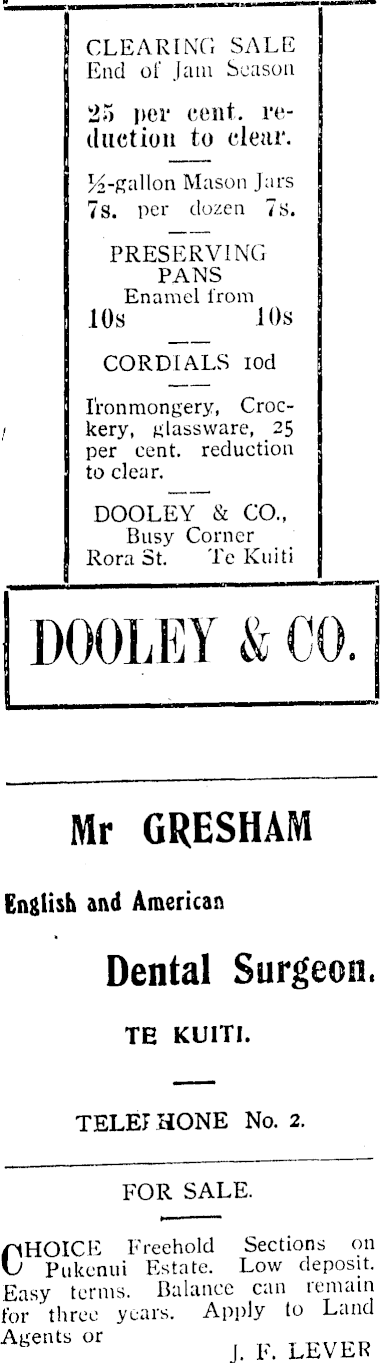 CLEARING SALE
End of Jam Season
25 per cent. re-
duction to clear.
½-gallon Mason Jars
7s. per dozen 7s.
PRESERVING
PANS
Enamel from
10s 10s
CORDIALS 10d
Ironmongery, Croc-
kery, glassware, 25
per cent. reduction
to clear.
DOOLEY & CO.,
Busy Corner
Rora St. Te Kuiti
DOOLEY & CO.
Mr GRESHAM
English and American
Dental Surgeon.
TE KUITI.
TELEPHONE No. 2.
FOR SALE.
CHOICE Freehold Sections on
Pukenui Estate. Low deposit.
Easy terms. Balance can remain
for three years. Apply to Land
Agents or
J. F. LEVER